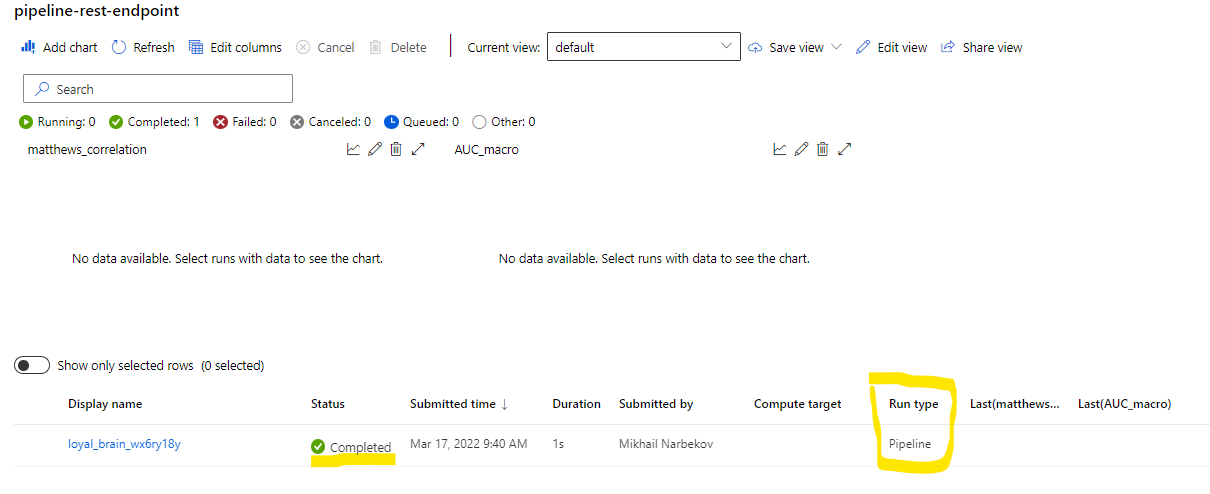 pipeline-rest-endpoint
Add chart Refresh Edit columns Cancel Delete Current view: default Save view Edit view Share view
Search
Running: 0 Completed: 1 Failed: 0 Canceled: 0 Queued: 0 Other: 0
matthews_correlation AUC_macro
No data available. Select runs with data to see the chart. No data available. Select runs with data to see the chart.
Show only selected rows (0 selected)
Display name Status Submitted time ↓ Duration Submitted by Compute target Run type Last(matthews... Last(AUC_macro)
loyal_brain_wx6ry18y Completed Mar 17, 2022 9:40 AM 1s Mikhail Narbekov Pipeline